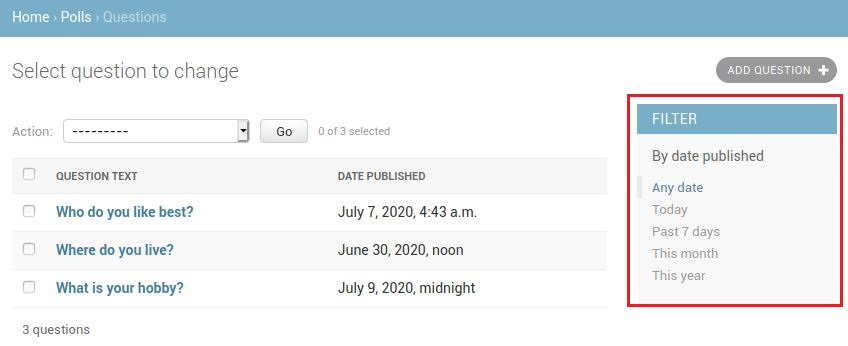 Home › Polls › Questions
Select question to change
ADD QUESTION +
Action: --------- Go 0 of 3 selected
QUESTION TEXT DATE PUBLISHED
Who do you like best? July 7, 2020, 4:43 a.m.
Where do you live? June 30, 2020, noon
What is your hobby? July 9, 2020, midnight
3 questions
FILTER
By date published
Any date
Today
Past 7 days
This month
This year